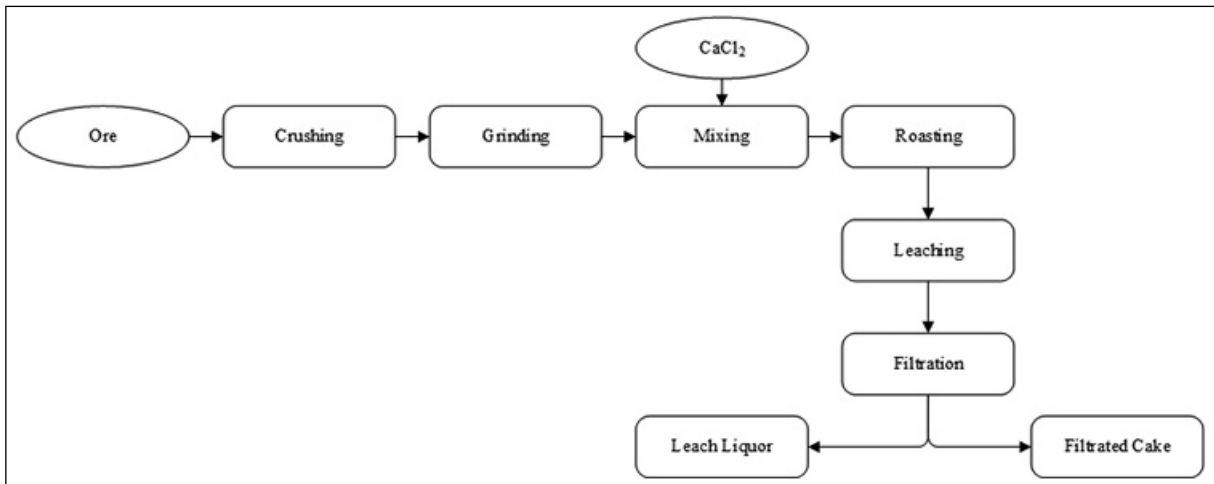 CaCl₂
Ore
Crushing
Grinding
Mixing
Roasting
Leaching
Filtration
Leach Liquor
Filtrated Cake